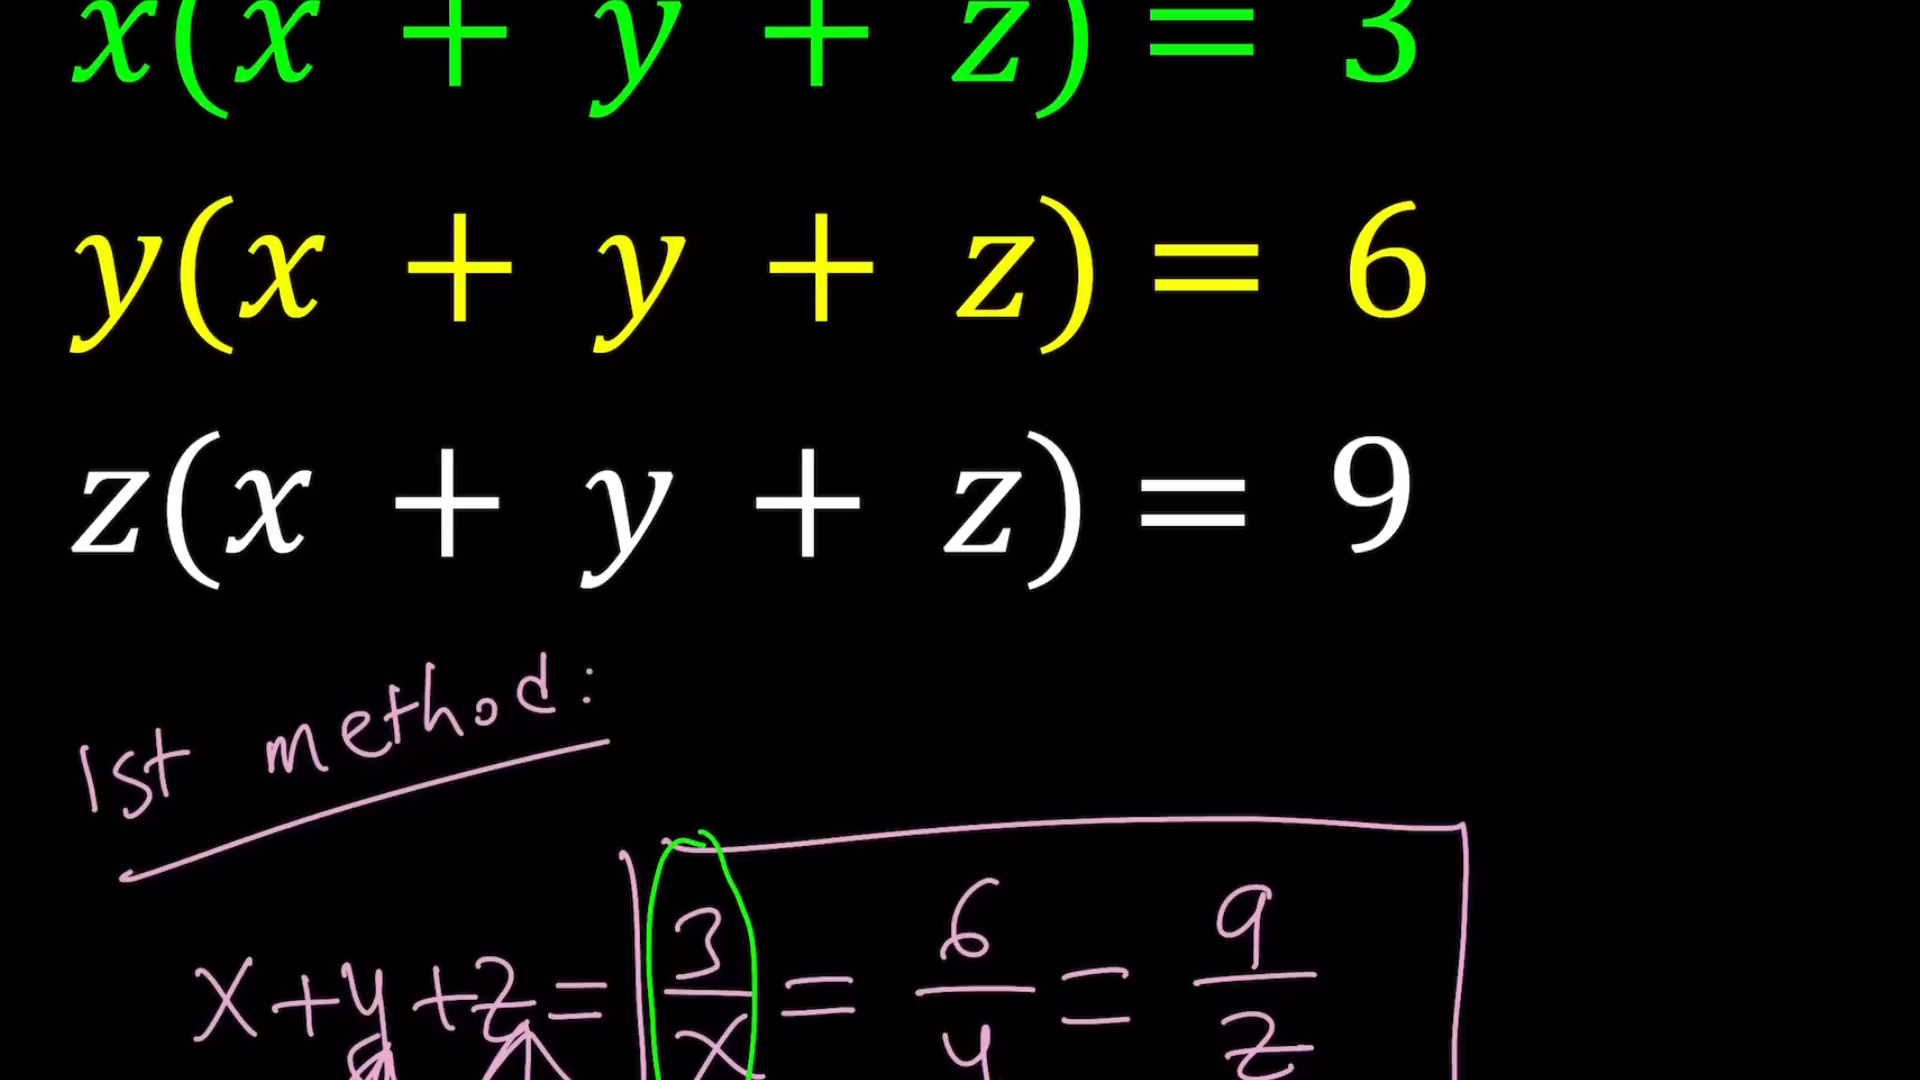 x(x + y + z) = 3
y(x + y + z) = 6
z(x + y + z) = 9
1st method:
x+y+z = 3/x = 6/y = 9/z